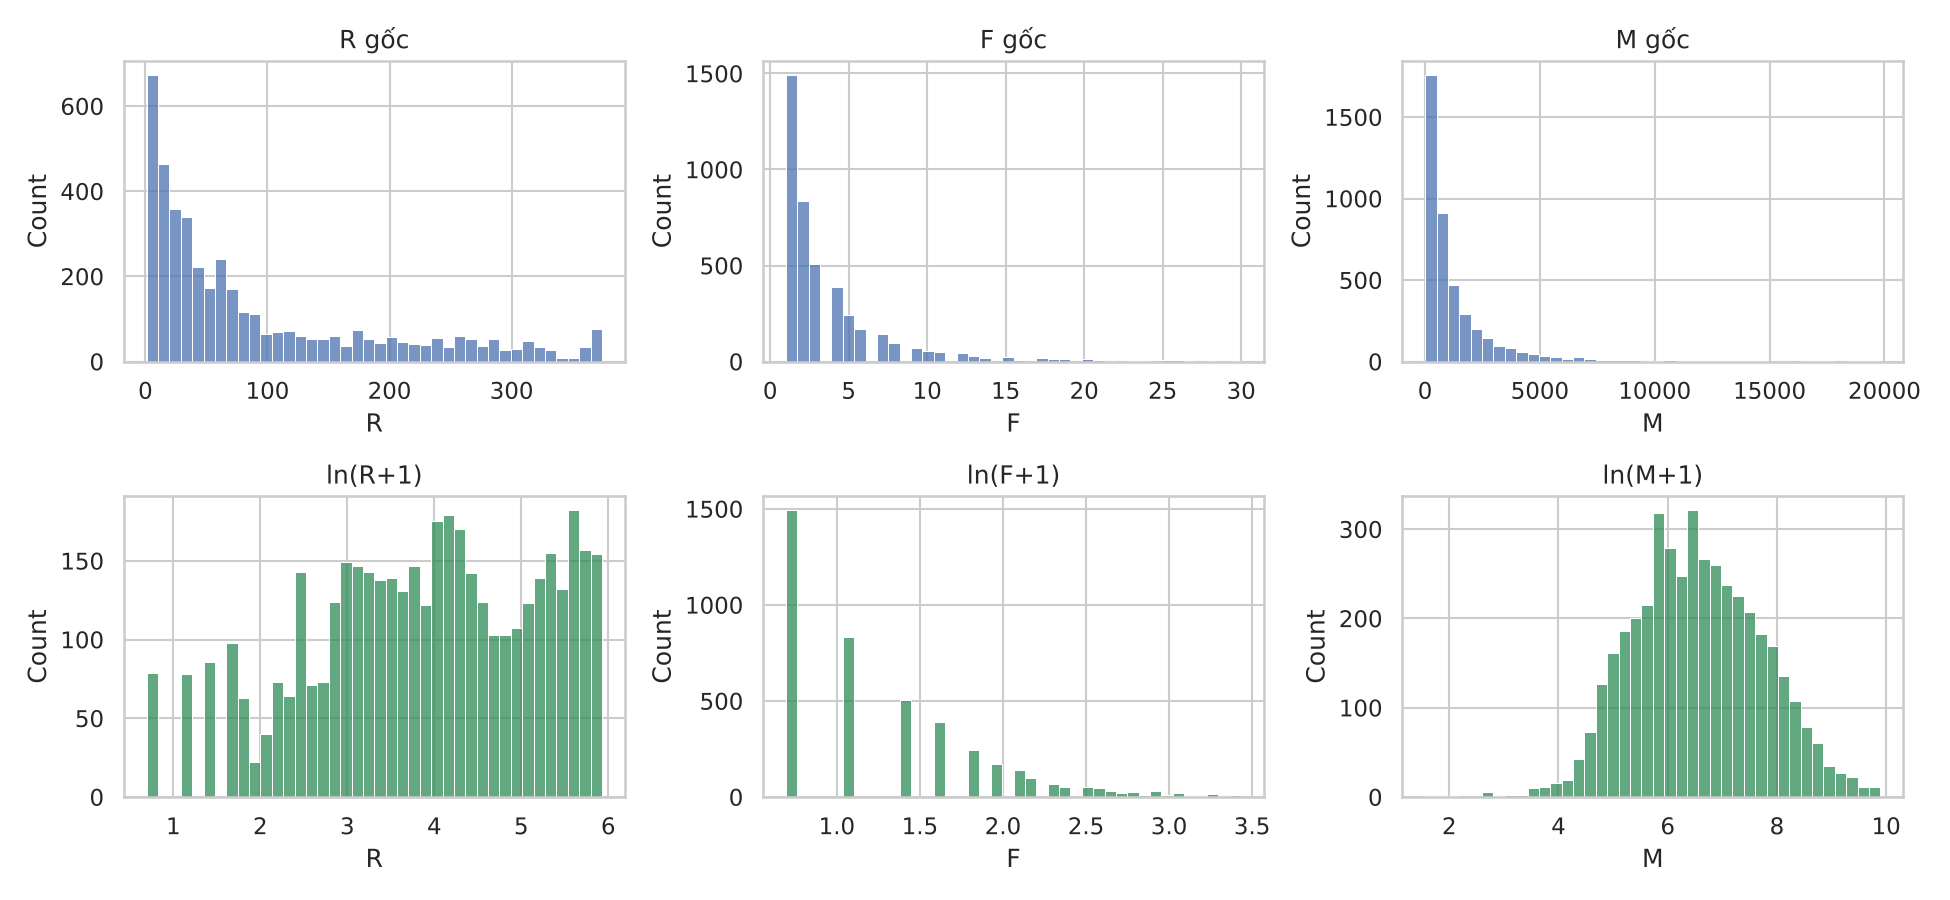 R gốc
Count
600
400
200
0
0 100 200 300
R
F gốc
Count
1500
1000
500
0
0 5 10 15 20 25 30
F
M gốc
Count
1500
1000
500
0
0 5000 10000 15000 20000
M
ln(R+1)
Count
150
100
50
0
1 2 3 4 5 6
R
ln(F+1)
Count
1500
1000
500
0
1.0 1.5 2.0 2.5 3.0 3.5
F
ln(M+1)
Count
300
200
100
0
2 4 6 8 10
M